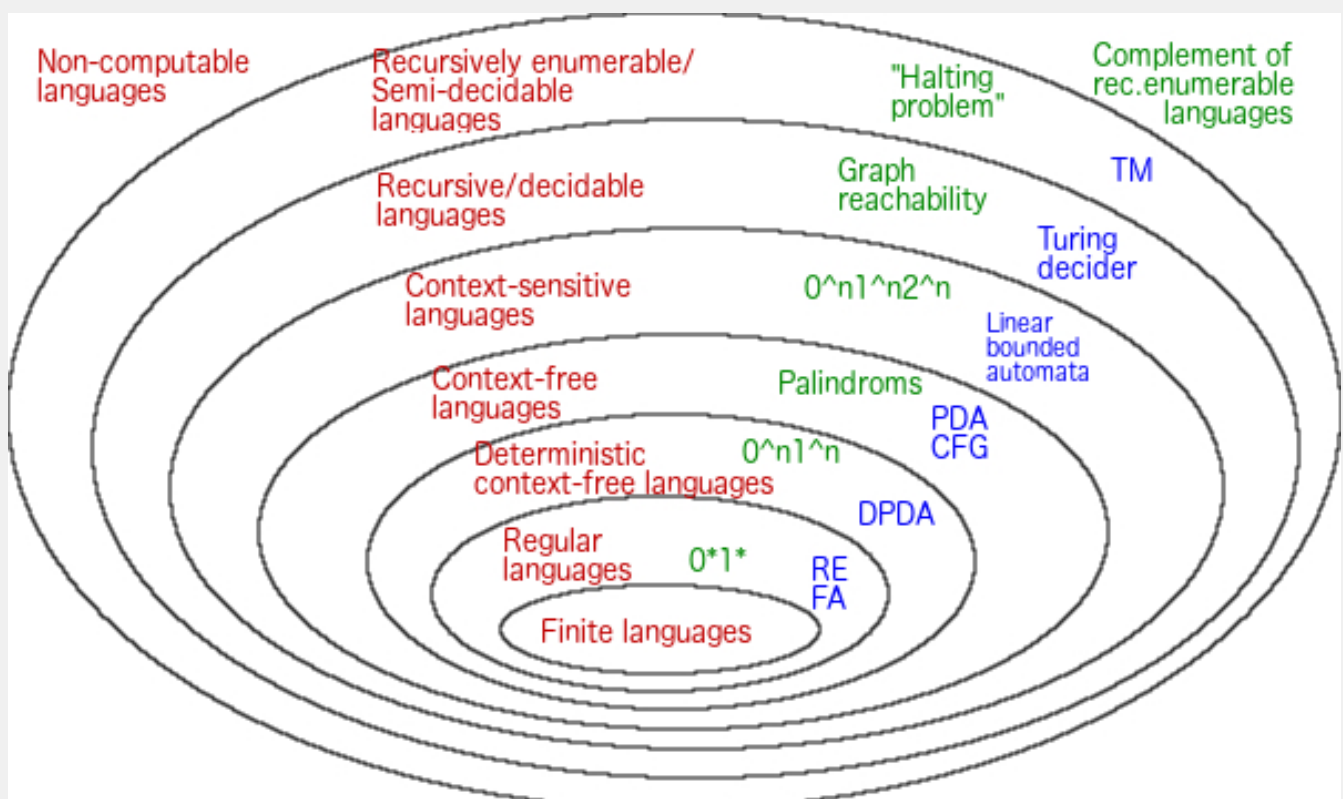 Non-computable
languages
Recursively enumerable/
Semi-decidable
languages
"Halting
problem"
Complement of
rec.enumerable
languages
Recursive/decidable
languages
Graph
reachability
TM
Context-sensitive
languages
0^n1^n2^n
Turing
decider
Context-free
languages
Palindroms
Linear
bounded
automata
Deterministic
context-free languages
0^n1^n
PDA
CFG
Regular
languages
0*1*
DPDA
RE
FA
Finite languages